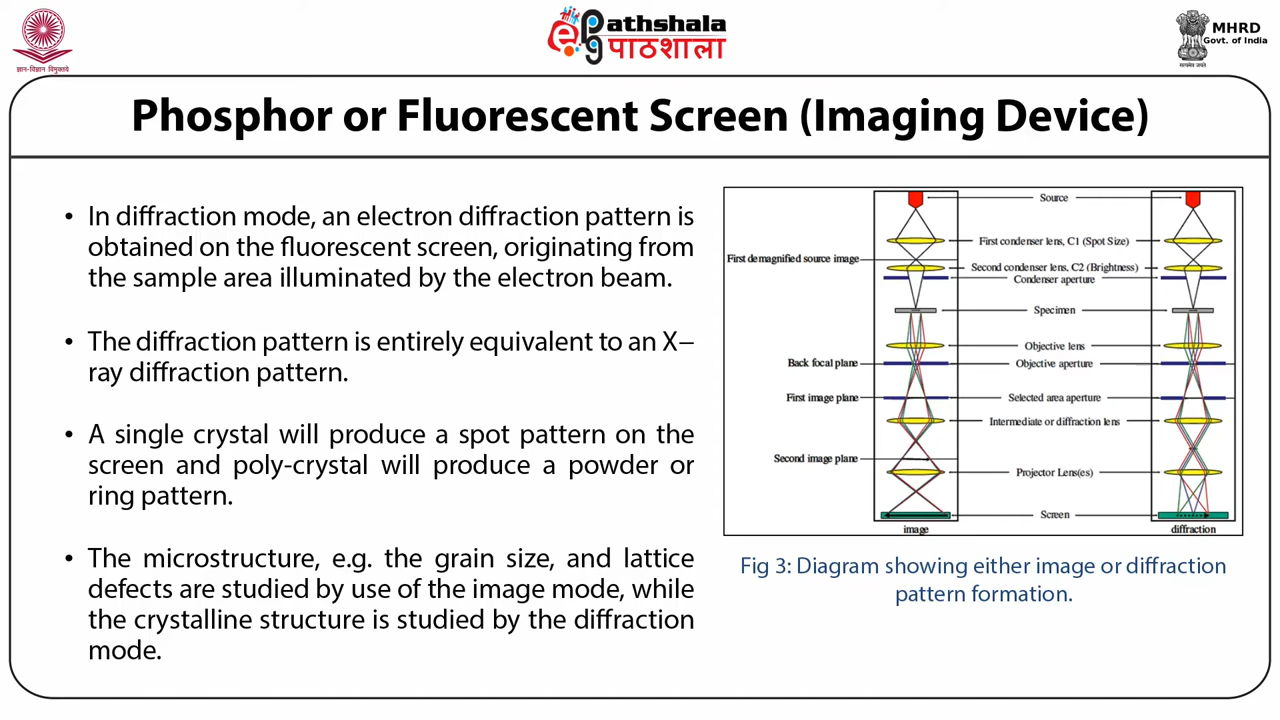 ज्ञान-विज्ञान विमुक्तये
epg
Pathshala
पाठशाला
सत्यमेव जयते
MHRD
Govt. of India
Phosphor or Fluorescent Screen (Imaging Device)
• In diffraction mode, an electron diffraction pattern is
obtained on the fluorescent screen, originating from
the sample area illuminated by the electron beam.
• The diffraction pattern is entirely equivalent to an X–
ray diffraction pattern.
• A single crystal will produce a spot pattern on the
screen and poly-crystal will produce a powder or
ring pattern.
• The microstructure, e.g. the grain size, and lattice
defects are studied by use of the image mode, while
the crystalline structure is studied by the diffraction
mode.
Source
First condenser lens, C1 (Spot Size)
First demagnified source image
Second condenser lens, C2 (Brightness)
Condenser aperture
Specimen
Objective lens
Back focal plane
Objective aperture
First image plane
Selected area aperture
Intermediate or diffraction lens
Second image plane
Projector Lens(es)
Screen
image
diffraction
Fig 3: Diagram showing either image or diffraction
pattern formation.